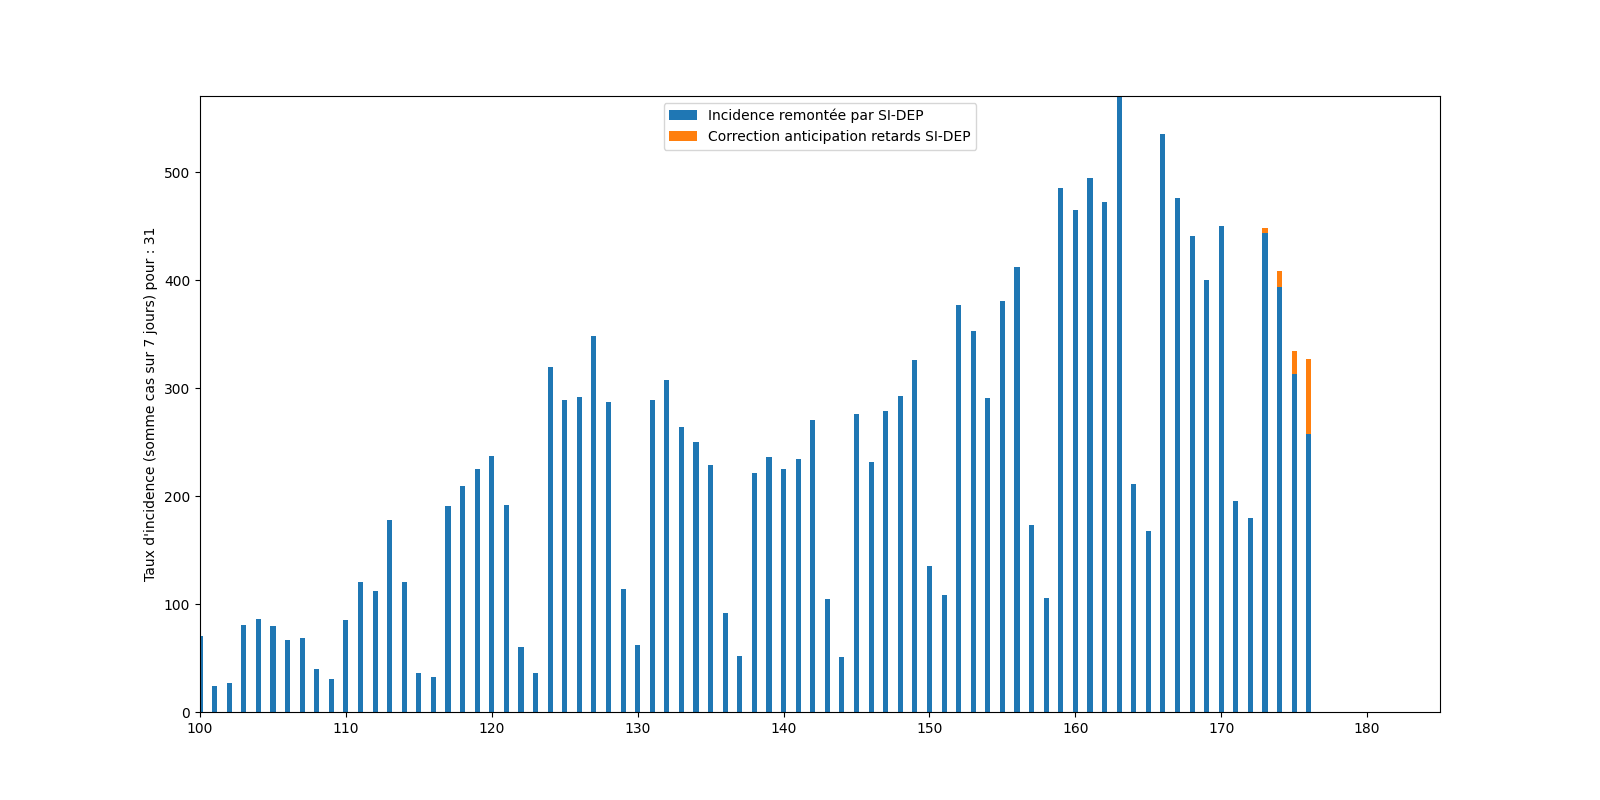 Incidence remontée par SI-DEP
Correction anticipation retards SI-DEP
Taux d'incidence (somme cas sur 7 jours) pour : 31
500
400
300
200
100
0
100 110 120 130 140 150 160 170 180